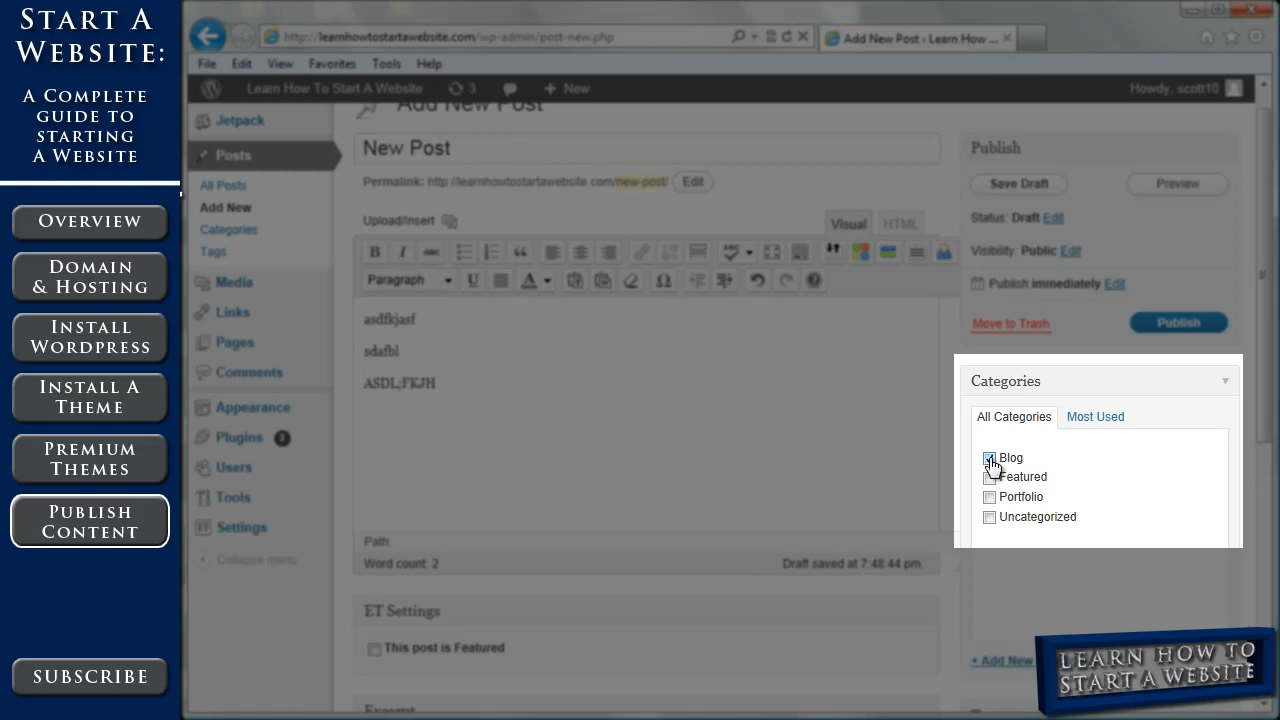 START A
WEBSITE:
A COMPLETE
GUIDE TO
STARTING
A WEBSITE
OVERVIEW
DOMAIN
& HOSTING
INSTALL
WORDPRESS
INSTALL A
THEME
PREMIUM
THEMES
PUBLISH
CONTENT
SUBSCRIBE
http://learnhowtostartawebsite.com/wp-admin/post-new.php
Add New Post ‹ Learn How ...
File Edit View Favorites Tools Help
Learn How To Start A Website 3 New Howdy, scott10
Add New Post
Jetpack
Posts
All Posts
Add New
Categories
Tags
Media
Links
Pages
Comments
Appearance
Plugins
Users
Tools
Settings
Collapse menu
New Post
Permalink: http://learnhowtostartawebsite.com/new-post/ Edit
Upload/Insert
Visual HTML
B I ABC
Paragraph U A
asdfkjasf
sdafbl
ASDL;FKJH
Path:
Word count: 2 Draft saved at 7:48:44 pm.
ET Settings
This post is Featured
Excerpt
Publish
Save Draft Preview
Status: Draft Edit
Visibility: Public Edit
Publish immediately Edit
Move to Trash Publish
Categories
All Categories Most Used
Blog
Featured
Portfolio
Uncategorized
+ Add New
LEARN HOW TO
START A WEBSITE